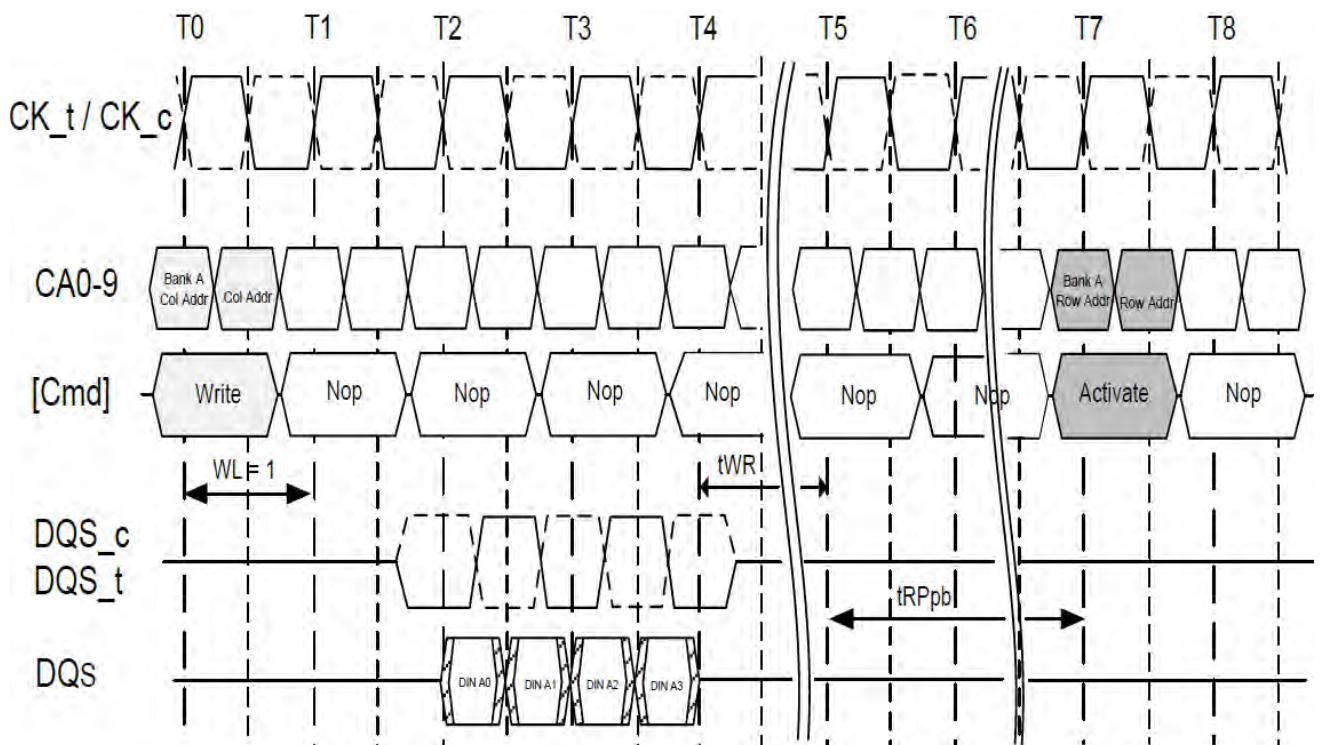 T0 T1 T2 T3 T4 T5 T6 T7 T8
CK_t / CK_c
CA0-9
Bank A
Col Addr
Col Addr
Bank A
Row Addr
Row Addr
[Cmd]
Write Nop Nop Nop Nop Nop Nop Activate Nop
WL = 1
tWR
DQS_c
DQS_t
tRPpb
DQS
DIN A0 DIN A1 DIN A2 DIN A3